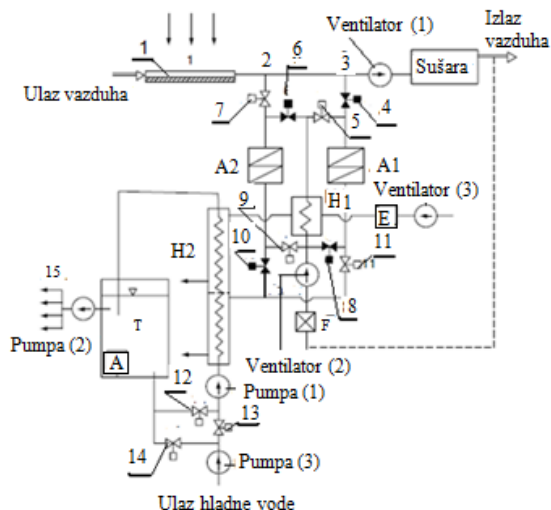 Ventilator (1)
Izlaz
vazduha
1
1
2
6
3
Sušara
Ulaz vazduha
7
5
4
A2
A1
H1
Ventilator
(3)
9
E
H2
10
11
11
15
8
T
F
Pumpa (2)
A
Ventilator (2)
12
Pumpa (1)
13
14
Pumpa (3)
Ulaz hladne vode